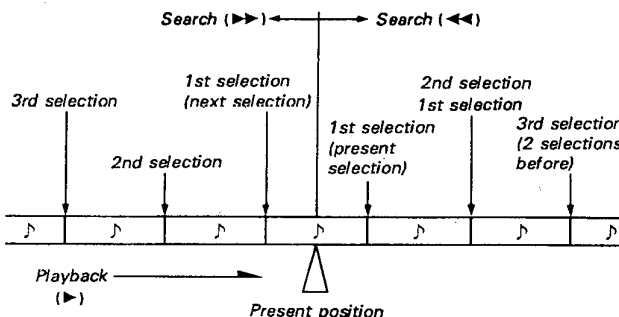 Search (▶▶) Search (◀◀)
3rd selection
1st selection
(next selection)
2nd selection
1st selection
(present
selection)
2nd selection
1st selection
3rd selection
(2 selections
before)
Playback
(▶)
Present position